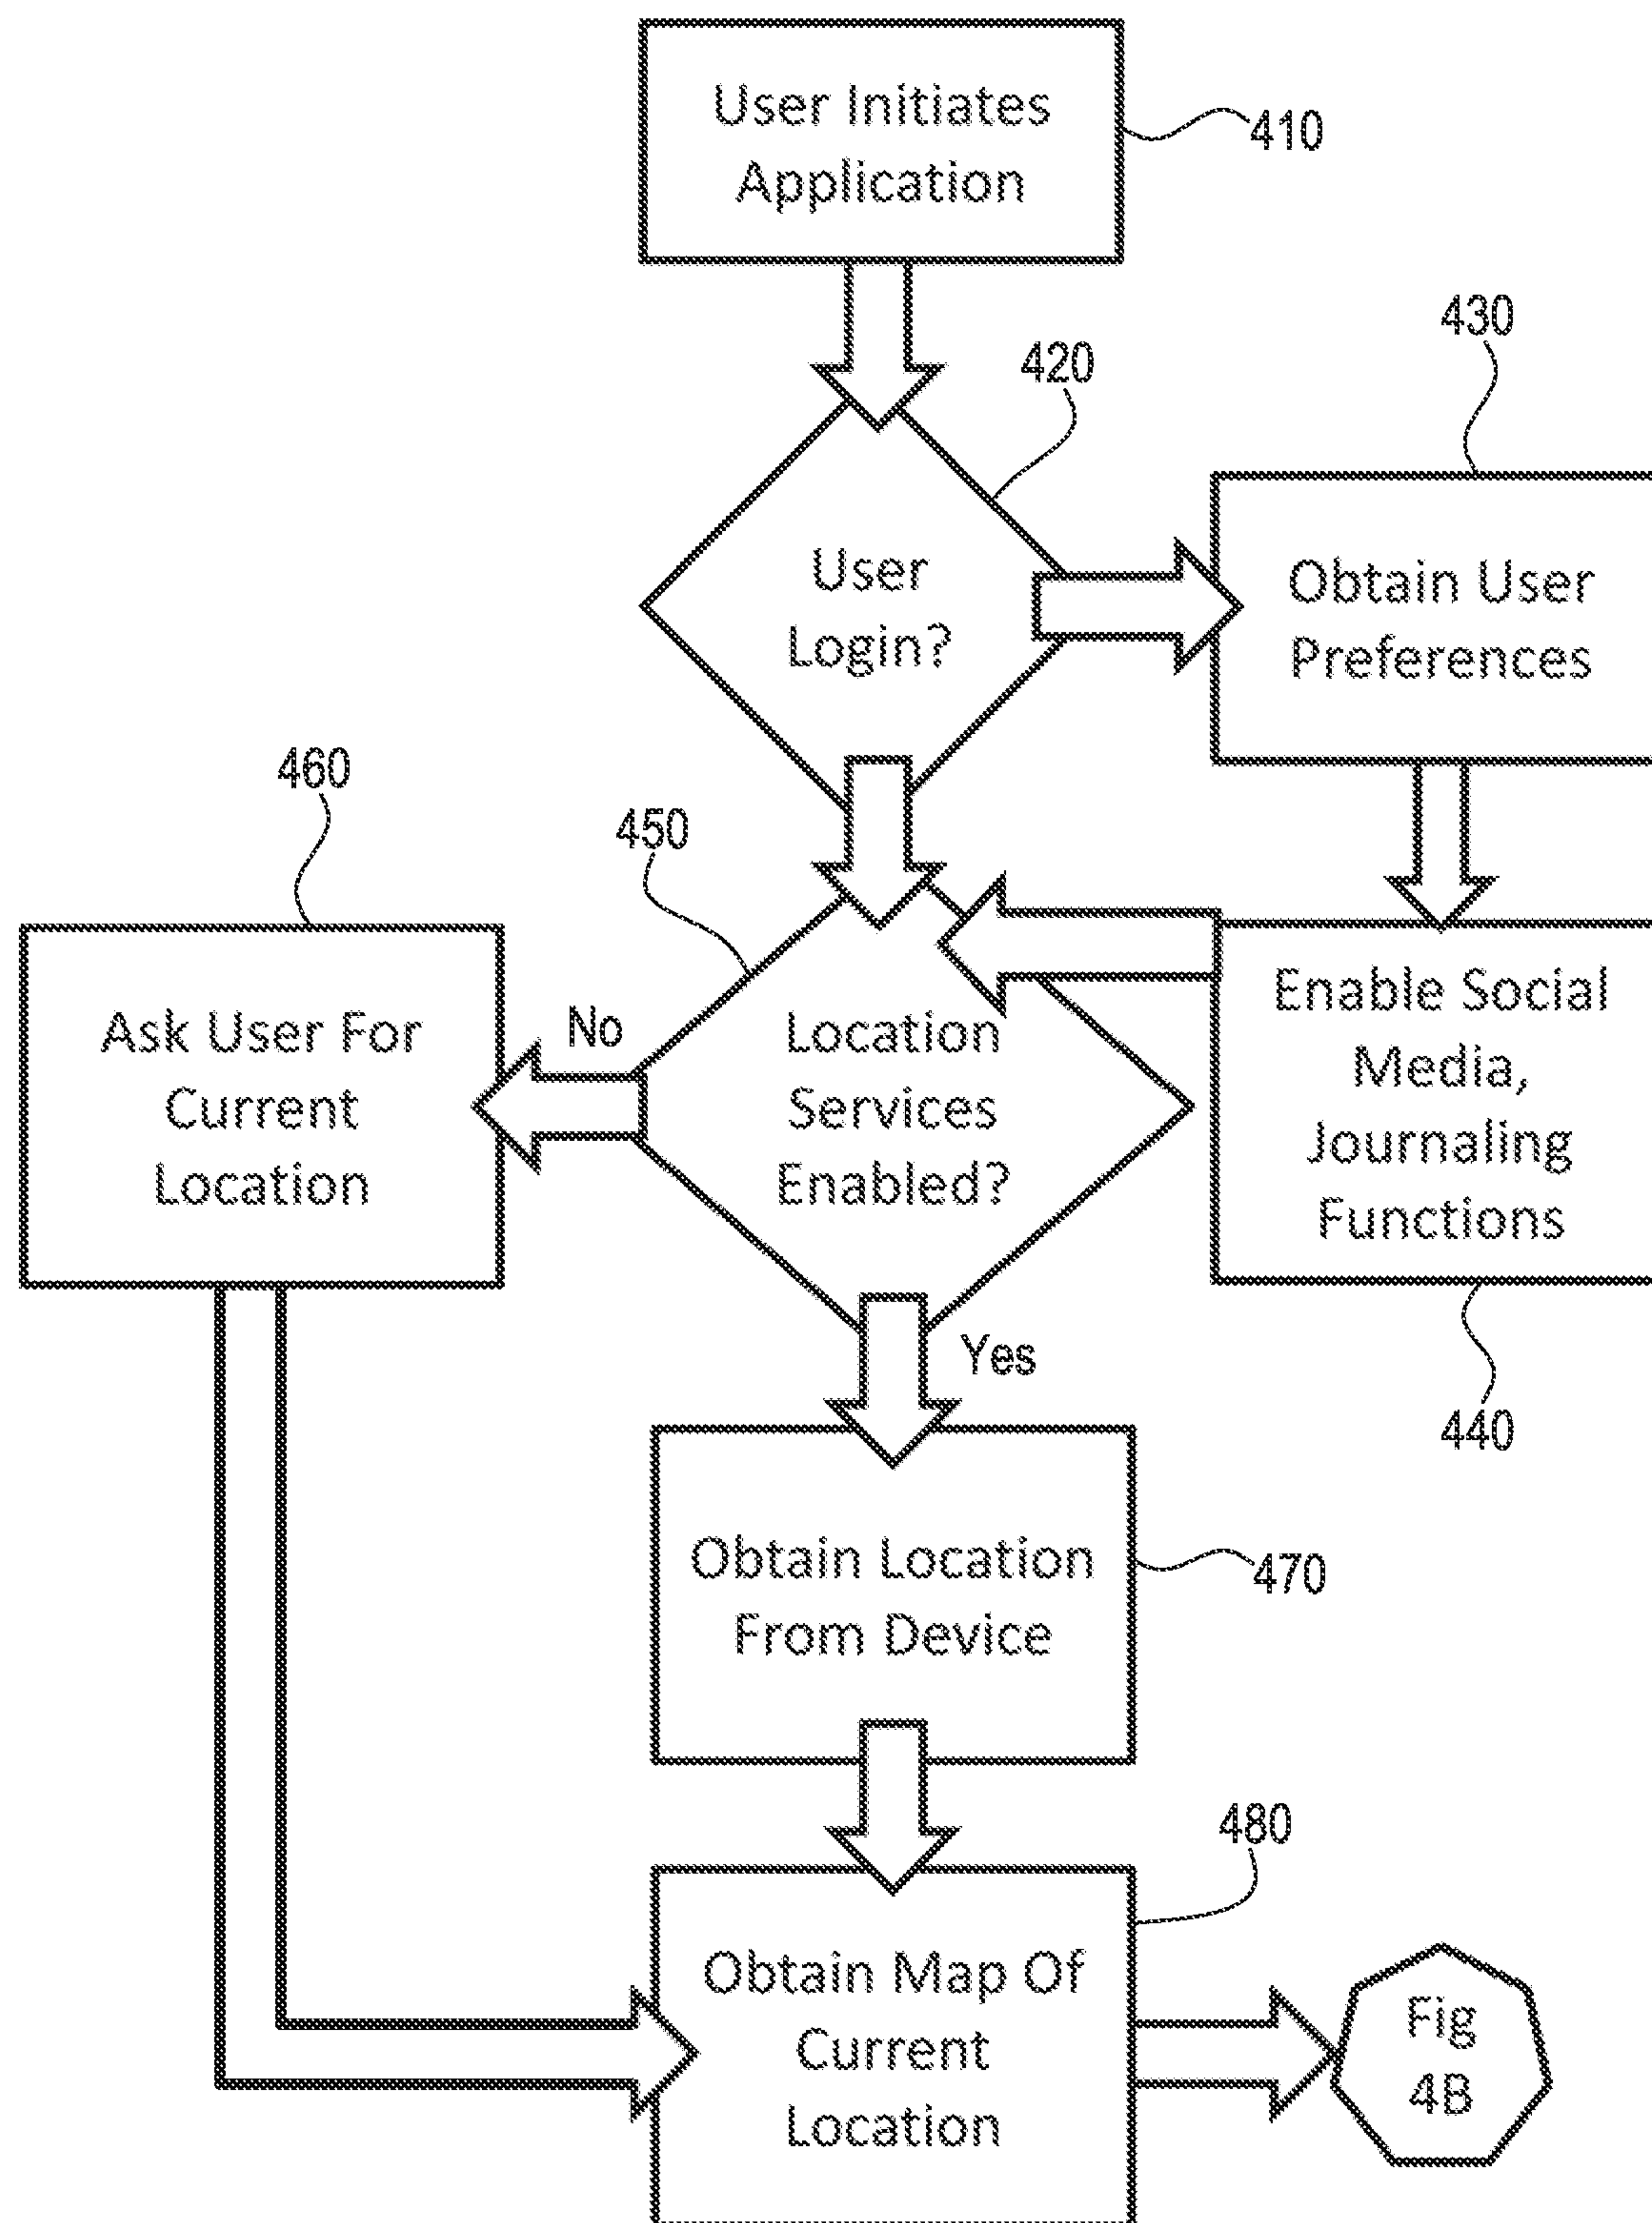 User Initiates
Application
410
420
430
User
Login?
Obtain User
Preferences
460
450
Ask User For
Current
Location
No
Location
Services
Enabled?
Enable Social
Media,
Journaling
Functions
Yes
440
Obtain Location
From Device
470
480
Obtain Map Of
Current
Location
Fig
4B